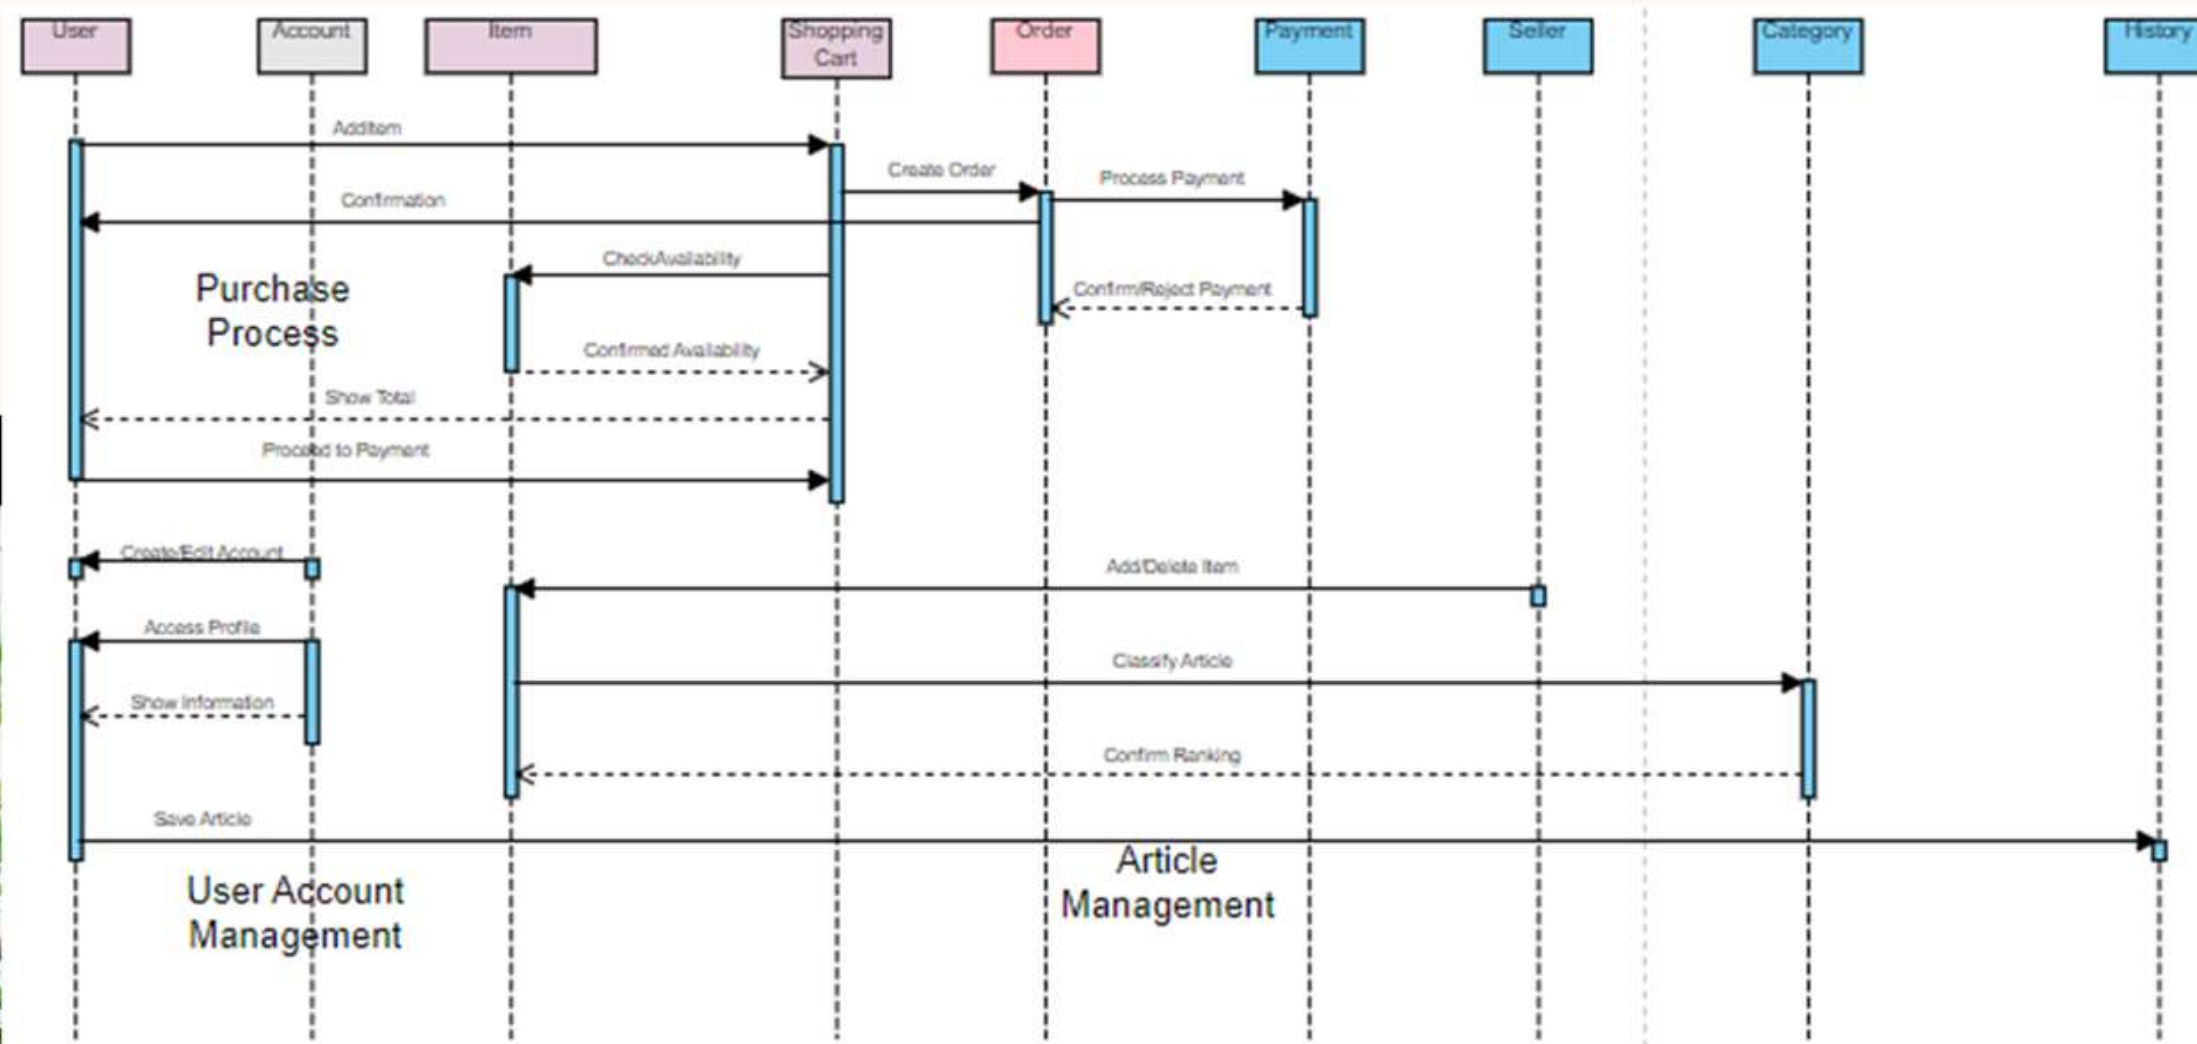 User
Account
Item
Shopping
Cart
Order
Payment
Seller
Category
History
AddItem
Create Order
Process Payment
Confirmation
CheckAvailability
Confirm/Reject Payment
Purchase
Process
Confirmed Availability
Show Total
Proceed to Payment
Create/Edit Account
Add/Delete Item
Access Profile
Classify Article
Show Information
Confirm Ranking
Save Article
Article
Management
User Account
Management